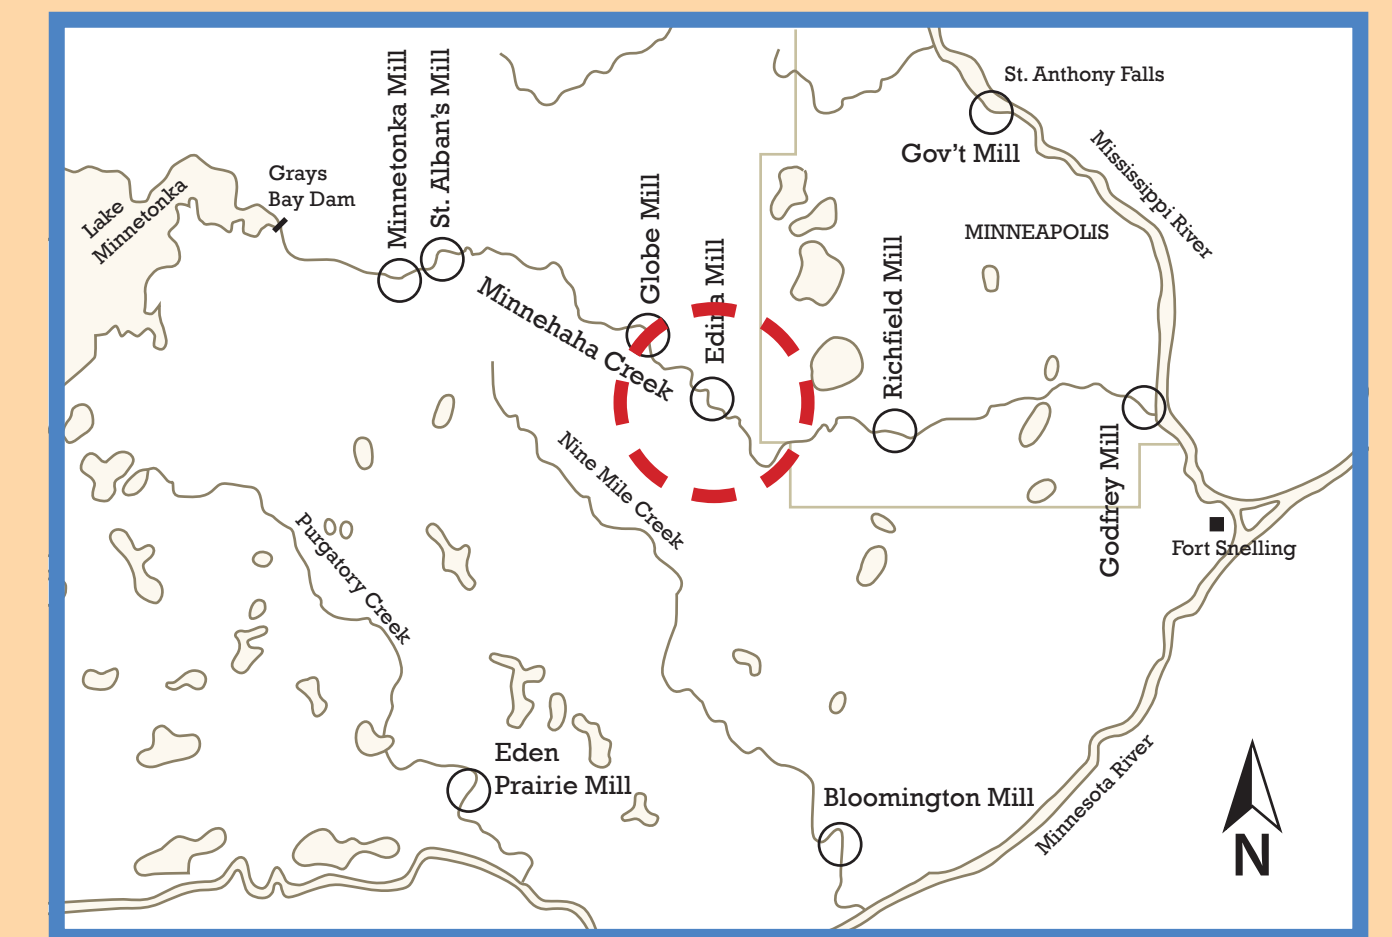 Minnetonka Mill
St. Alban's Mill
St. Anthony Falls
Gov't Mill
Mississippi River
Grays
Bay Dam
Lake
Minnetonka
Globe Mill
Edina Mill
MINNEAPOLIS
Richfield Mill
Minnehaha Creek
Nine Mile Creek
Godfrey Mill
Fort Snelling
Purgatory Creek
Eden
Prairie Mill
Bloomington Mill
Minnesota River
N